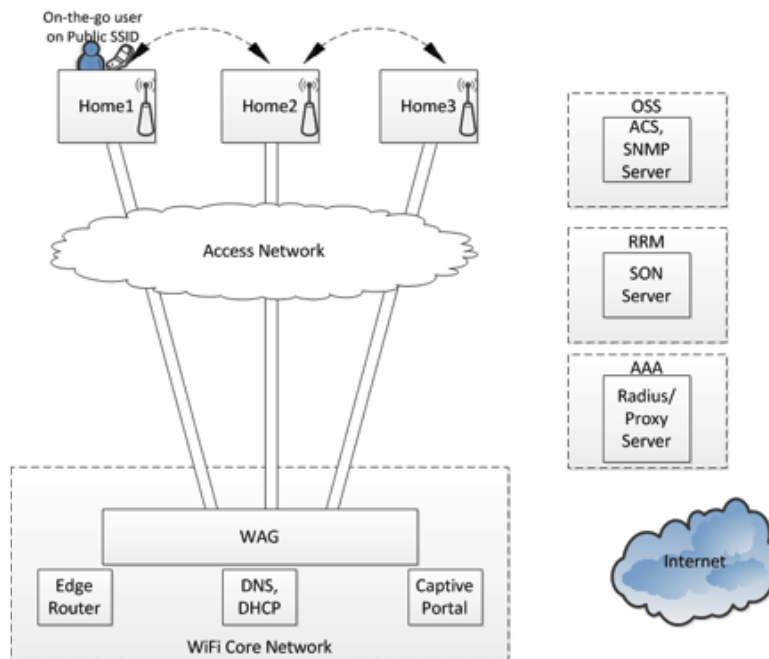 On-the-go user
on Public SSID
Home1
Home2
Home3
Access Network
OSS
ACS,
SNMP
Server
RRM
SON
Server
AAA
Radius/
Proxy
Server
WAG
Edge
Router
DNS,
DHCP
Captive
Portal
WiFi Core Network
Internet